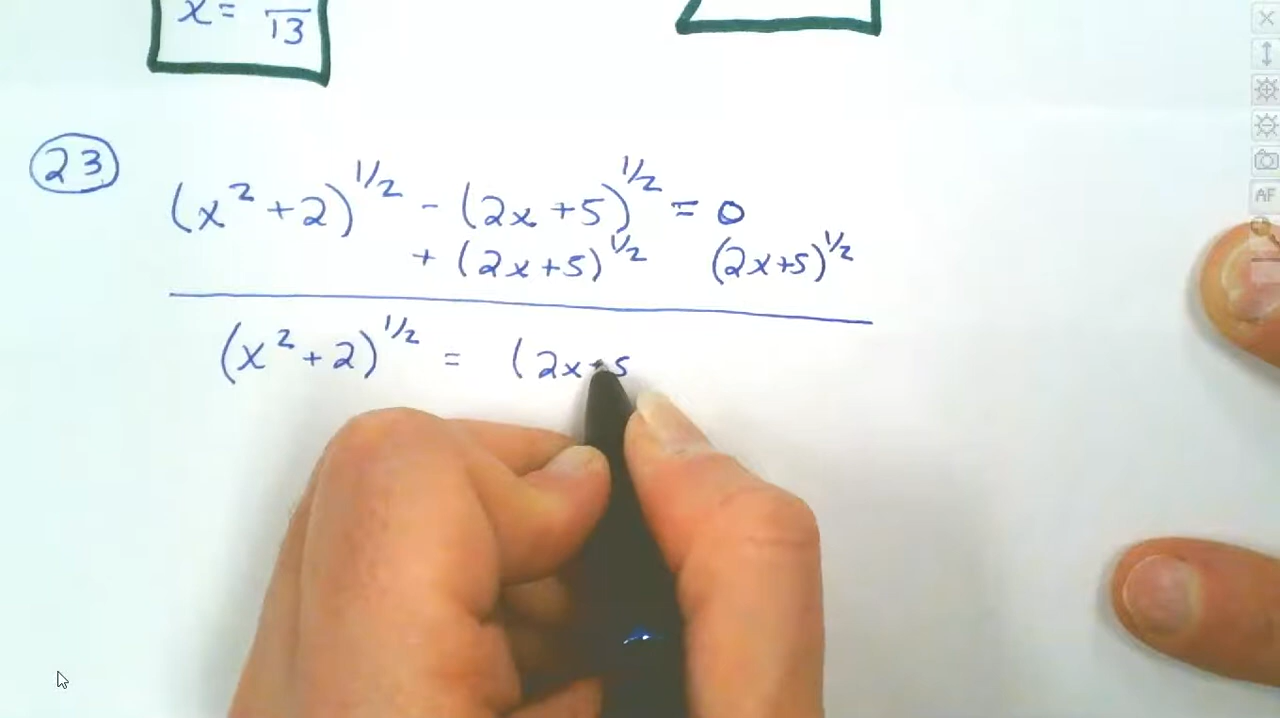 x = /13
23
(x² + 2)^1/2 - (2x + 5)^1/2 = 0
+ (2x + 5)^1/2 (2x+5)^1/2
(x² + 2)^1/2 = (2x+5
AF